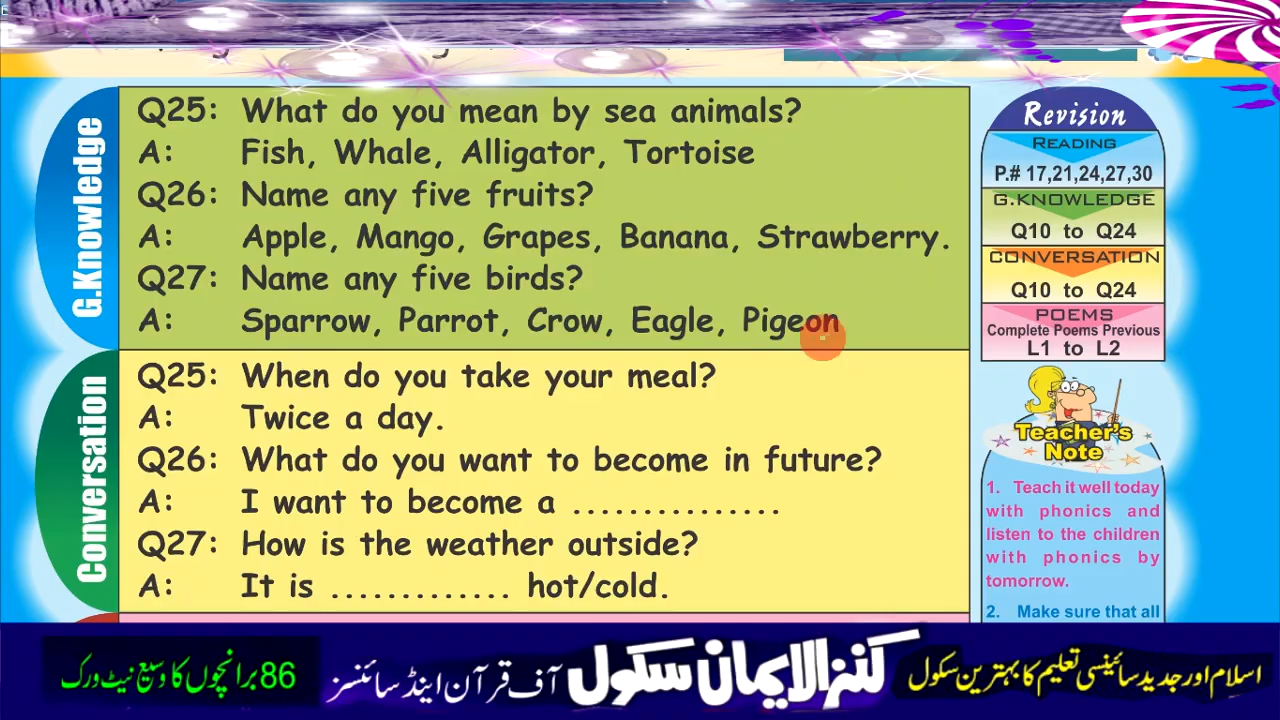 G.Knowledge
Q25: What do you mean by sea animals?
A: Fish, Whale, Alligator, Tortoise
Q26: Name any five fruits?
A: Apple, Mango, Grapes, Banana, Strawberry.
Q27: Name any five birds?
A: Sparrow, Parrot, Crow, Eagle, Pigeon
Conversation
Q25: When do you take your meal?
A: Twice a day.
Q26: What do you want to become in future?
A: I want to become a ...............
Q27: How is the weather outside?
A: It is ............. hot/cold.
Revision
READING
P.# 17,21,24,27,30
G.KNOWLEDGE
Q10 to Q24
CONVERSATION
Q10 to Q24
POEMS
Complete Poems Previous
L1 to L2
Teacher's
Note
1. Teach it well today
with phonics and
listen to the children
with phonics by
tomorrow.
2. Make sure that all
اسلام اور جدید سائینسی تعلیم کا بہترین سکول کنزالایمان سکول آف قرآن اینڈ سائنسز 86 برانچوں کا وسیع نیٹ ورک